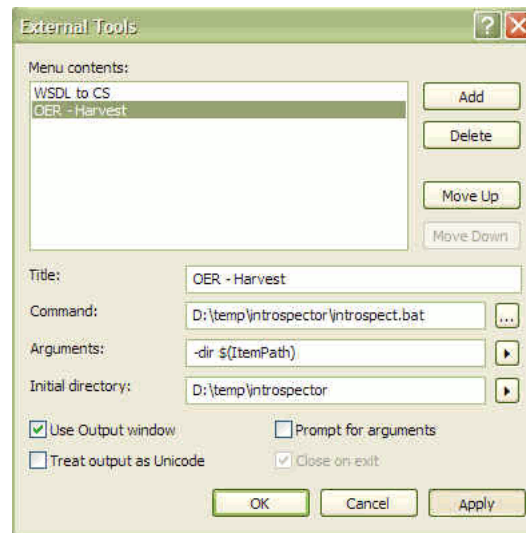 External Tools
Menu contents:
WSDL to CS
OER - Harvest
Add
Delete
Move Up
Move Down
Title:
OER - Harvest
Command:
D:\temp\introspector\introspect.bat
...
Arguments:
-dir $(ItemPath)
Initial directory:
D:\temp\introspector
Use Output window
Prompt for arguments
Treat output as Unicode
Close on exit
OK
Cancel
Apply